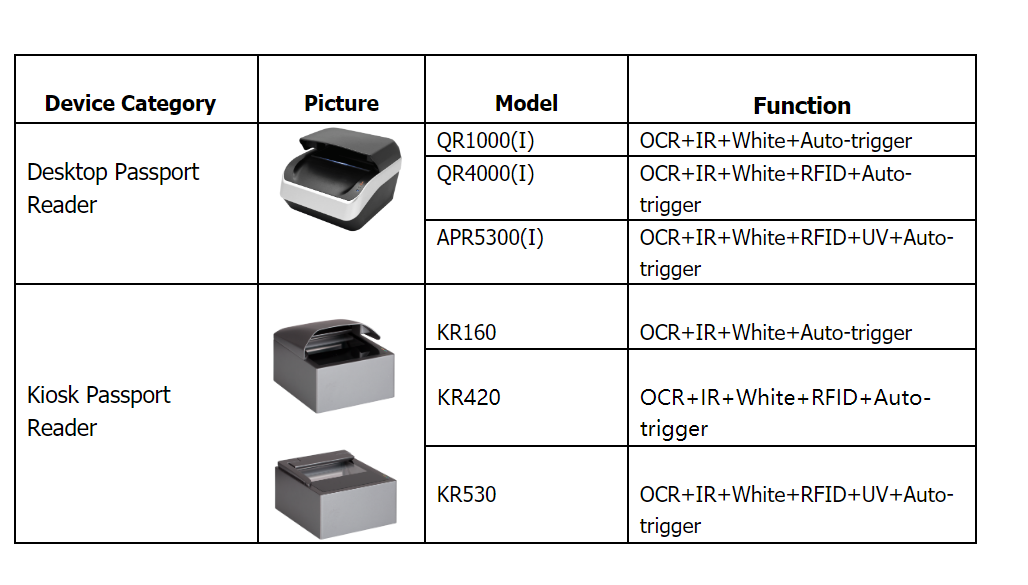 Device Category Picture Model Function
Desktop Passport
Reader
QR1000(I) OCR+IR+White+Auto-trigger
QR4000(I) OCR+IR+White+RFID+Auto-
trigger
APR5300(I) OCR+IR+White+RFID+UV+Auto-
trigger
Kiosk Passport
Reader
KR160 OCR+IR+White+Auto-trigger
KR420 OCR+IR+White+RFID+Auto-
trigger
KR530 OCR+IR+White+RFID+UV+Auto-
trigger